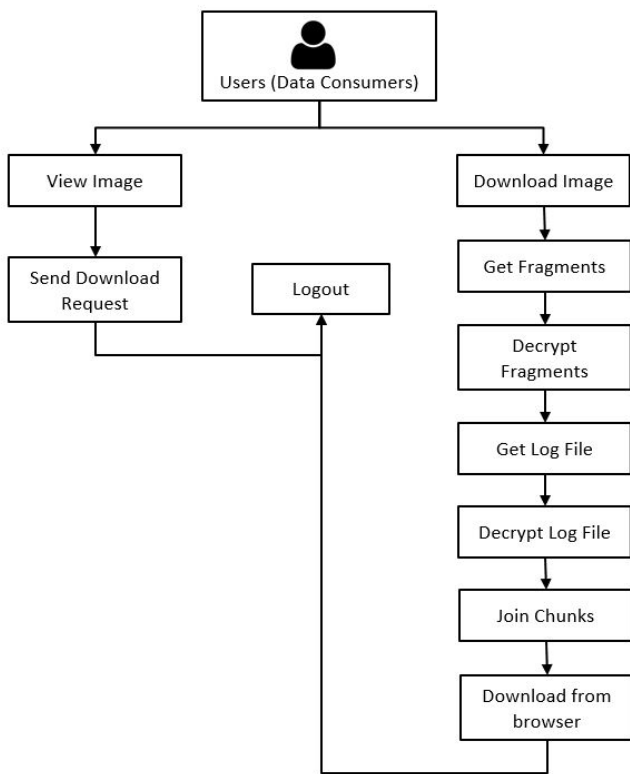 Users (Data Consumers)
View Image
Send Download
Request
Logout
Download Image
Get Fragments
Decrypt
Fragments
Get Log File
Decrypt Log File
Join Chunks
Download from
browser